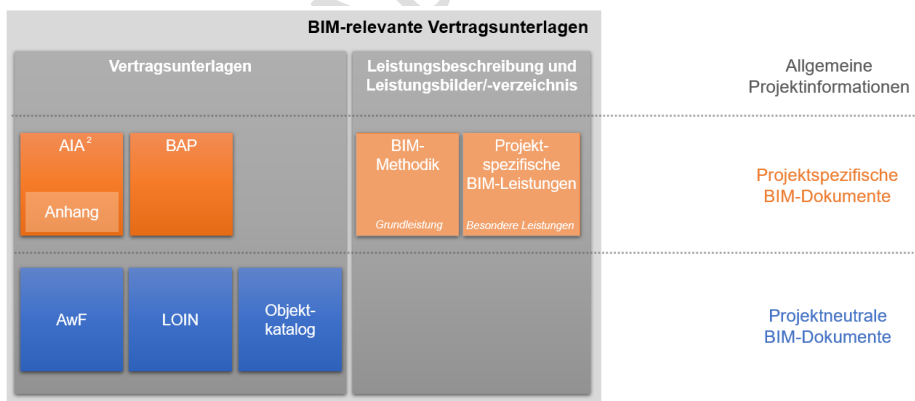 BIM-relevante Vertragsunterlagen
Vertragsunterlagen
Leistungsbeschreibung und
Leistungsbilder/-verzeichnis
Allgemeine
Projektinformationen
AIA 2
Anhang
BAP
BIM-
Methodik
Grundleistung
Projekt-
spezifische
BIM-Leistungen
Besondere Leistungen
Projektspezifische
BIM-Dokumente
AwF
LOIN
Objekt-
katalog
Projektneutrale
BIM-Dokumente